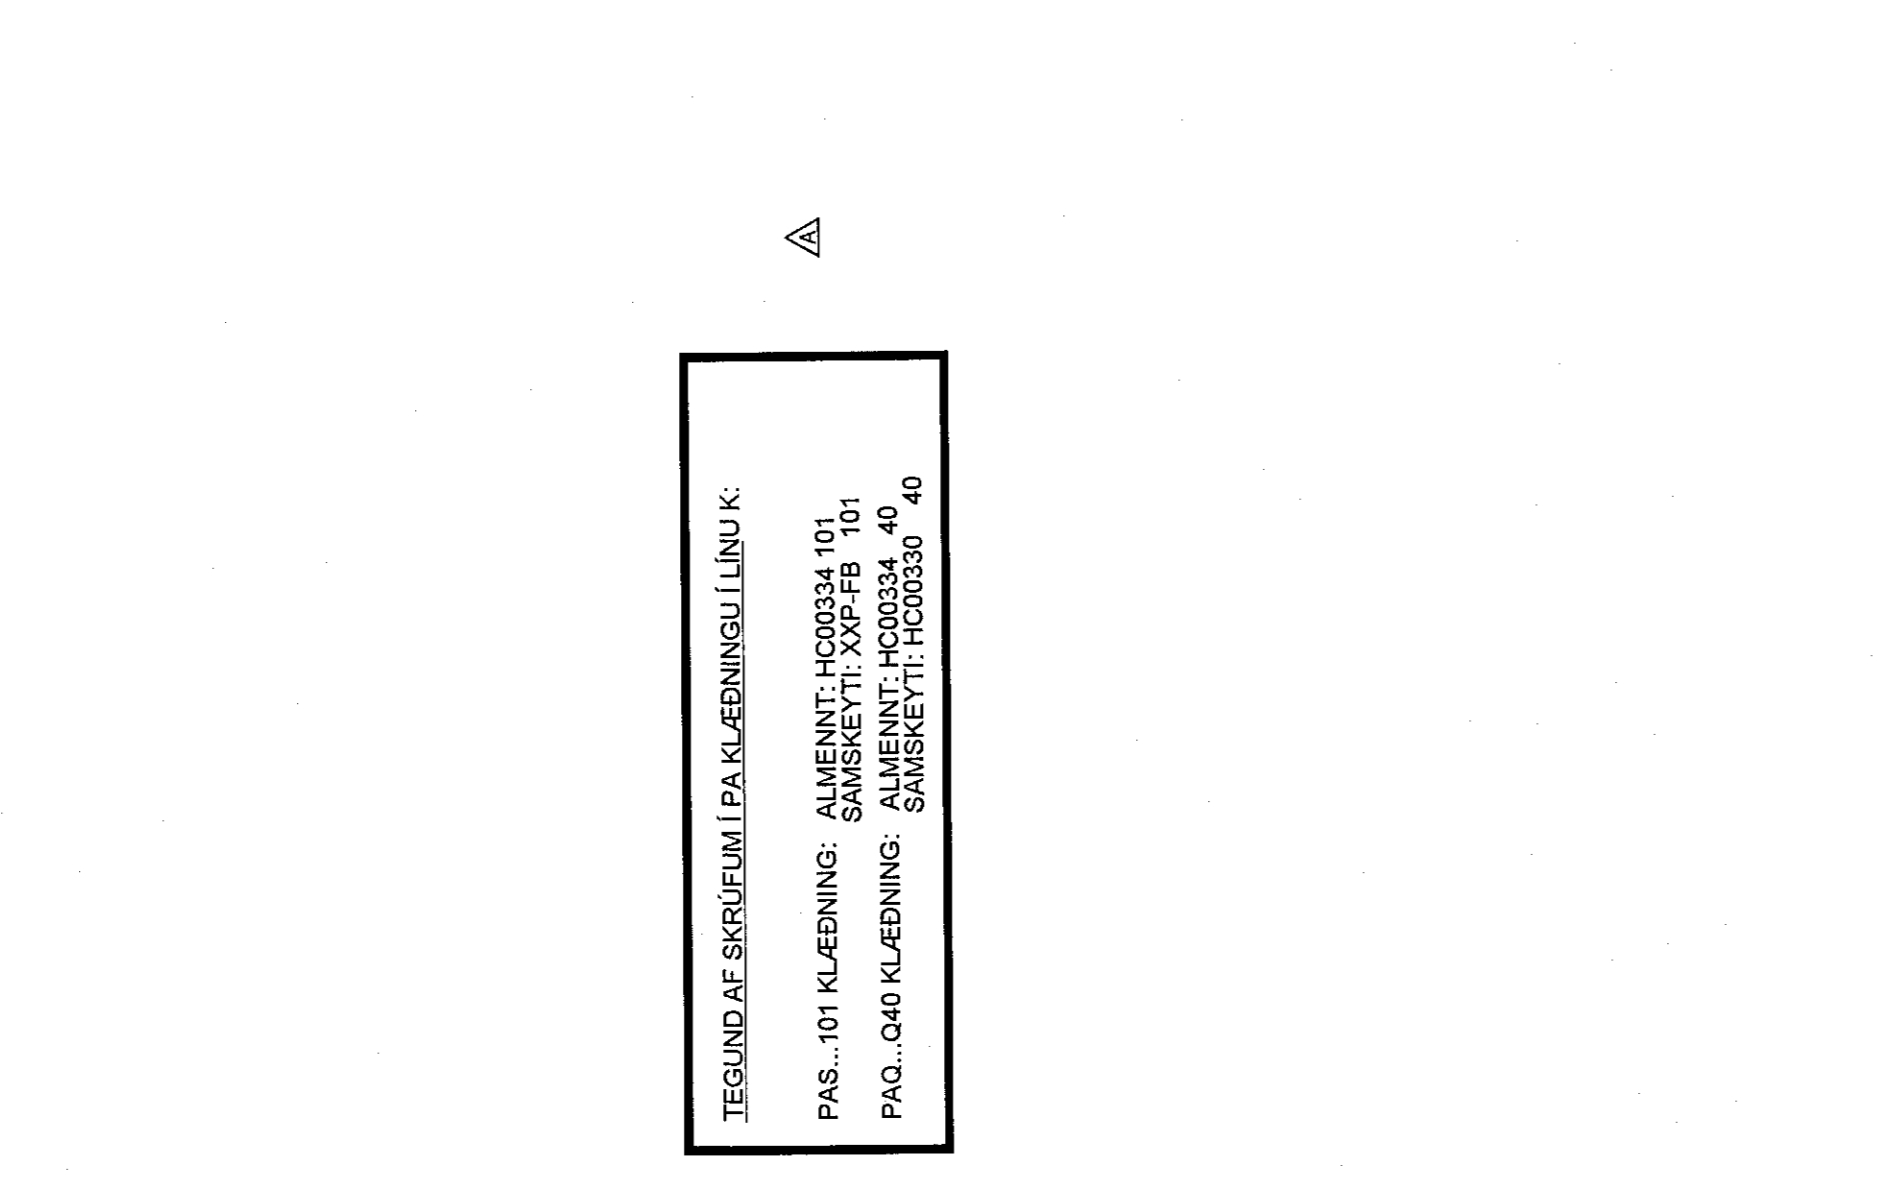 TEGUND AF SKRÚFUM Í PA KLÆÐNINGU Í LÍNU K:
PAS...101 KLÆÐNING: ALMENNT: HC00334 101
SAMSKEYTI: XXP-FB 101
PAQ...Q40 KLÆÐNING: ALMENNT: HC00334 40
SAMSKEYTI: HC00330 40
A